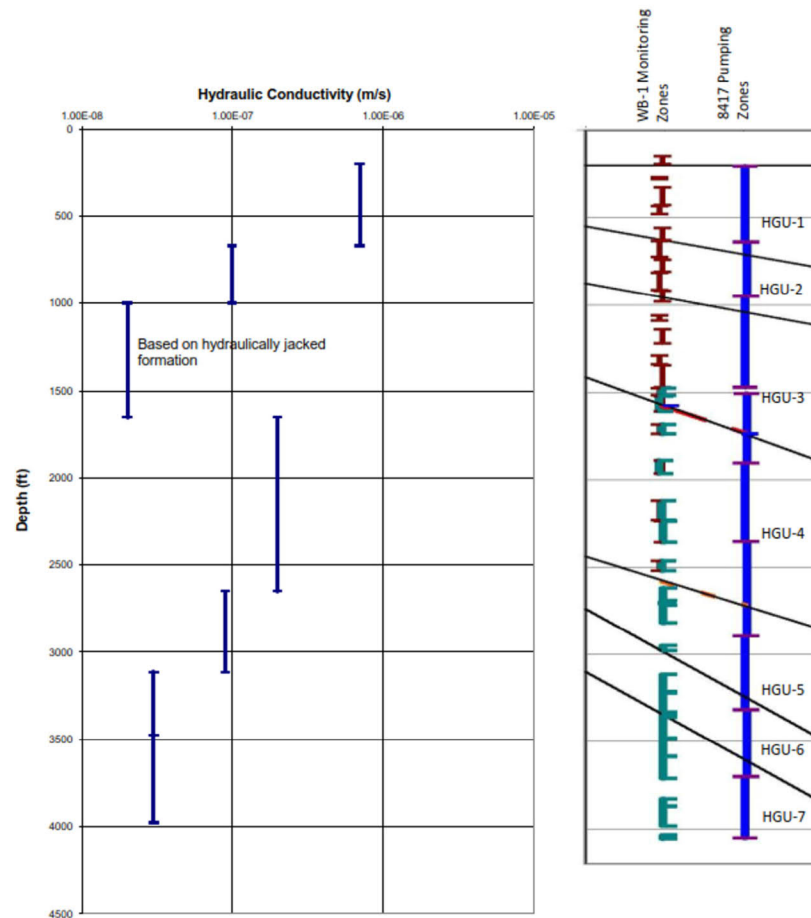 Hydraulic Conductivity (m/s)
1.00E-08
1.00E-07
1.00E-06
1.00E-05
Depth (ft)
0
500
1000
1500
2000
2500
3000
3500
4000
4500
Based on hydraulically jacked
formation
WB-1 Monitoring
Zones
8417 Pumping
Zones
HGU-1
HGU-2
HGU-3
HGU-4
HGU-5
HGU-6
HGU-7